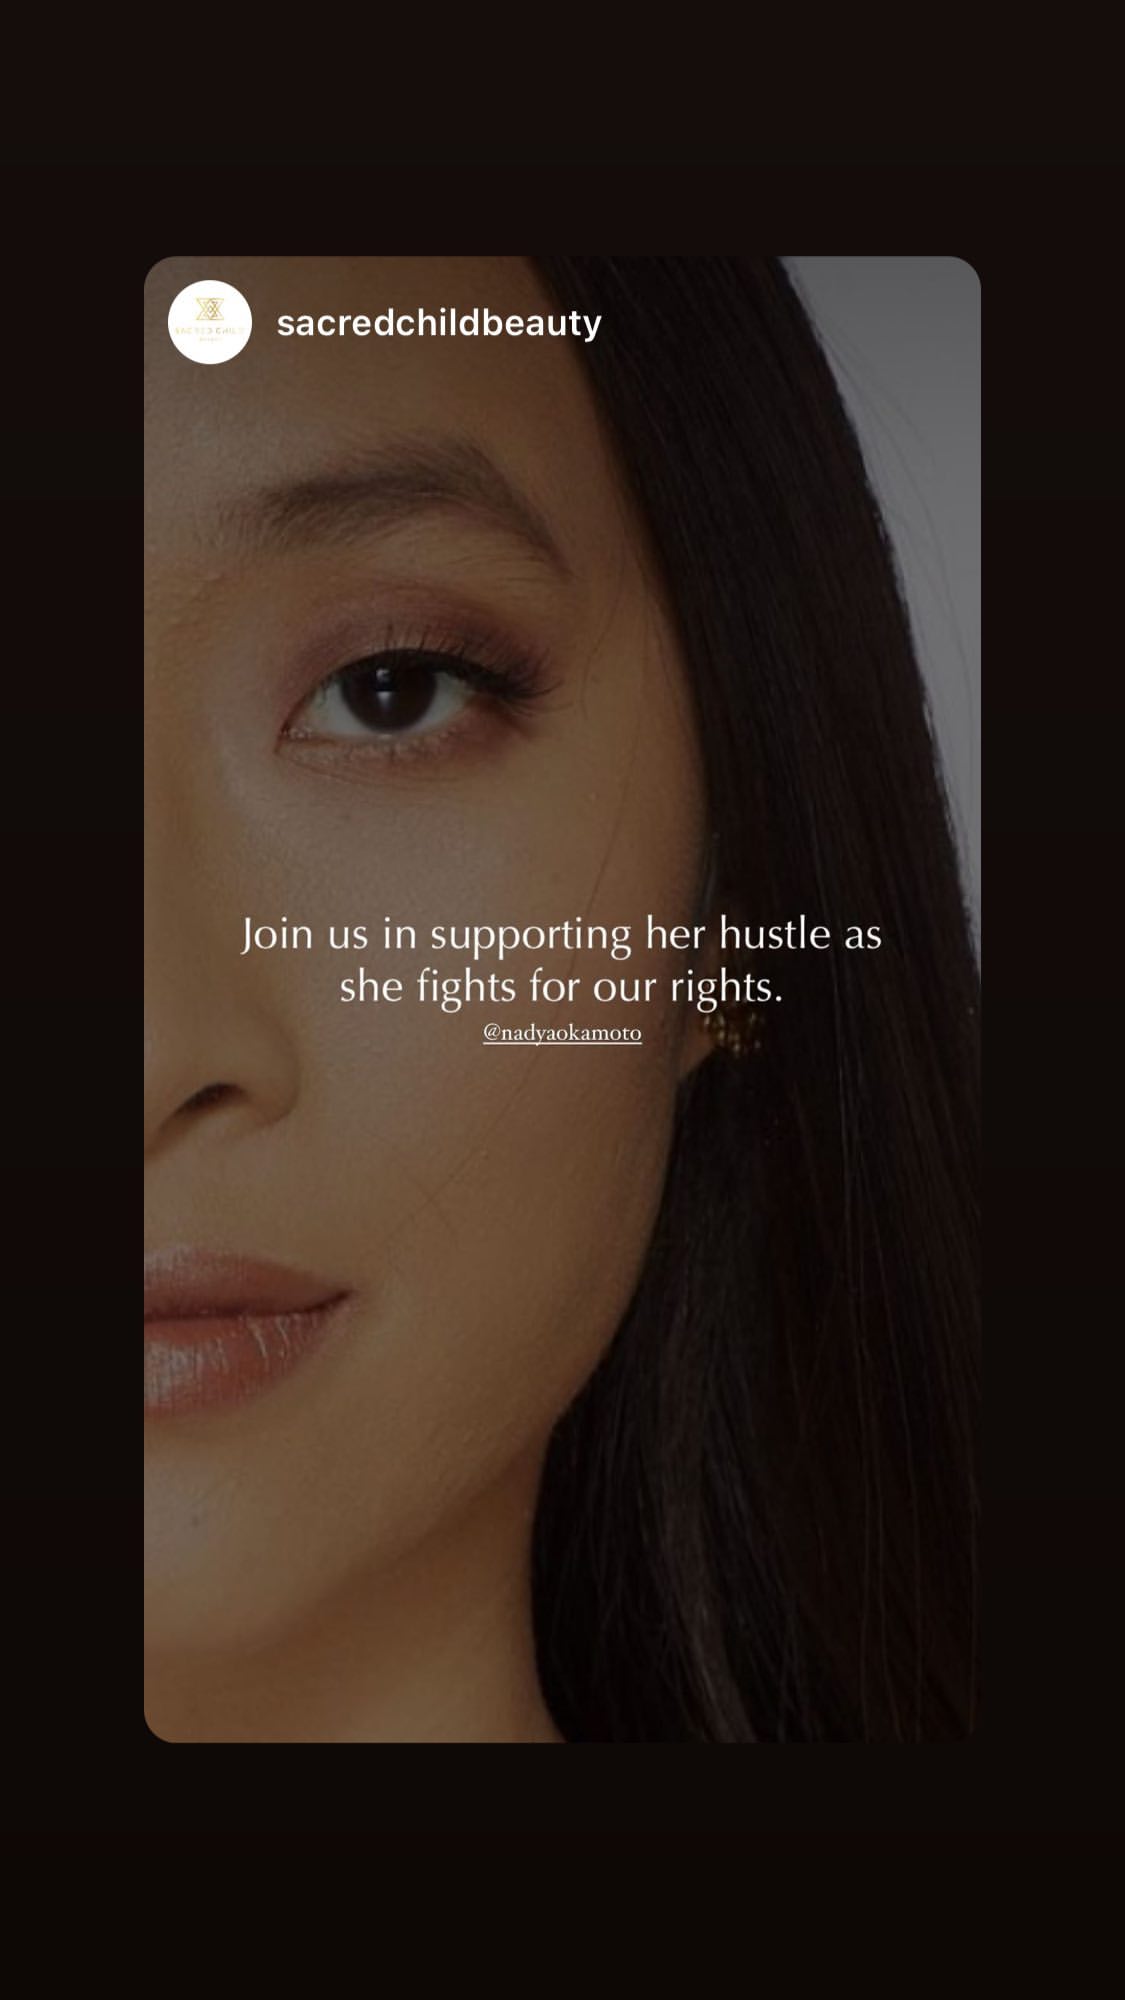 SACRED CHILD
sacredchildbeauty
Join us in supporting her hustle as
she fights for our rights.
@nadyaokamoto